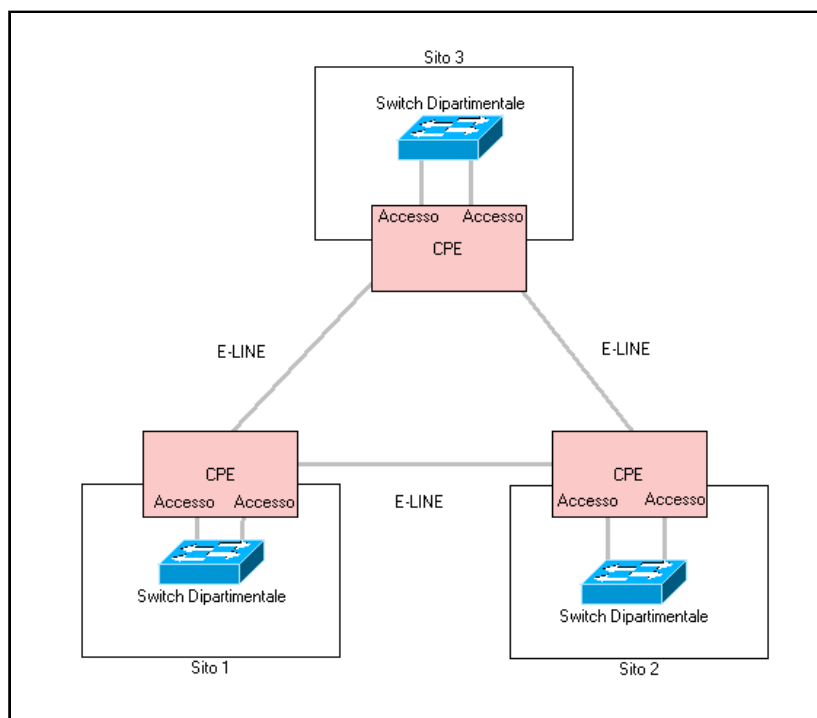 Sito 3
Switch Dipartimentale
Accesso Accesso
CPE
E-LINE
E-LINE
CPE
Accesso Accesso
CPE
Accesso Accesso
E-LINE
Switch Dipartimentale
Switch Dipartimentale
Sito 1
Sito 2